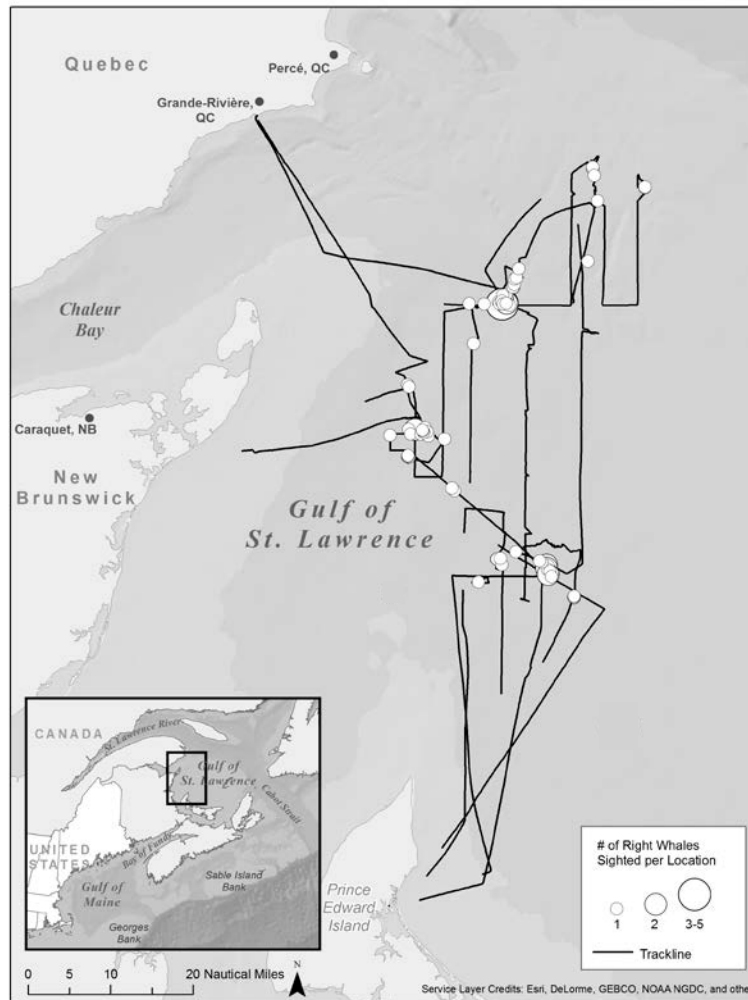 Quebec
Percé, QC
Grande-Rivière,
QC
Chaleur
Bay
Caraquet, NB
New
Brunswick
Gulf of
St. Lawrence
CANADA
St. Lawrence River
Gulf of
St. Lawrence
Cabot Strait
UNITED
STATES
Bay of Fundy
Gulf of
Maine
Sable Island
Bank
Georges
Bank
Prince
Edward
Island
# of Right Whales
Sighted per Location
1
2
3-5
Trackline
0 5 10 20 Nautical Miles
N
Service Layer Credits: Esri, DeLorme, GEBCO, NOAA NGDC, and othe